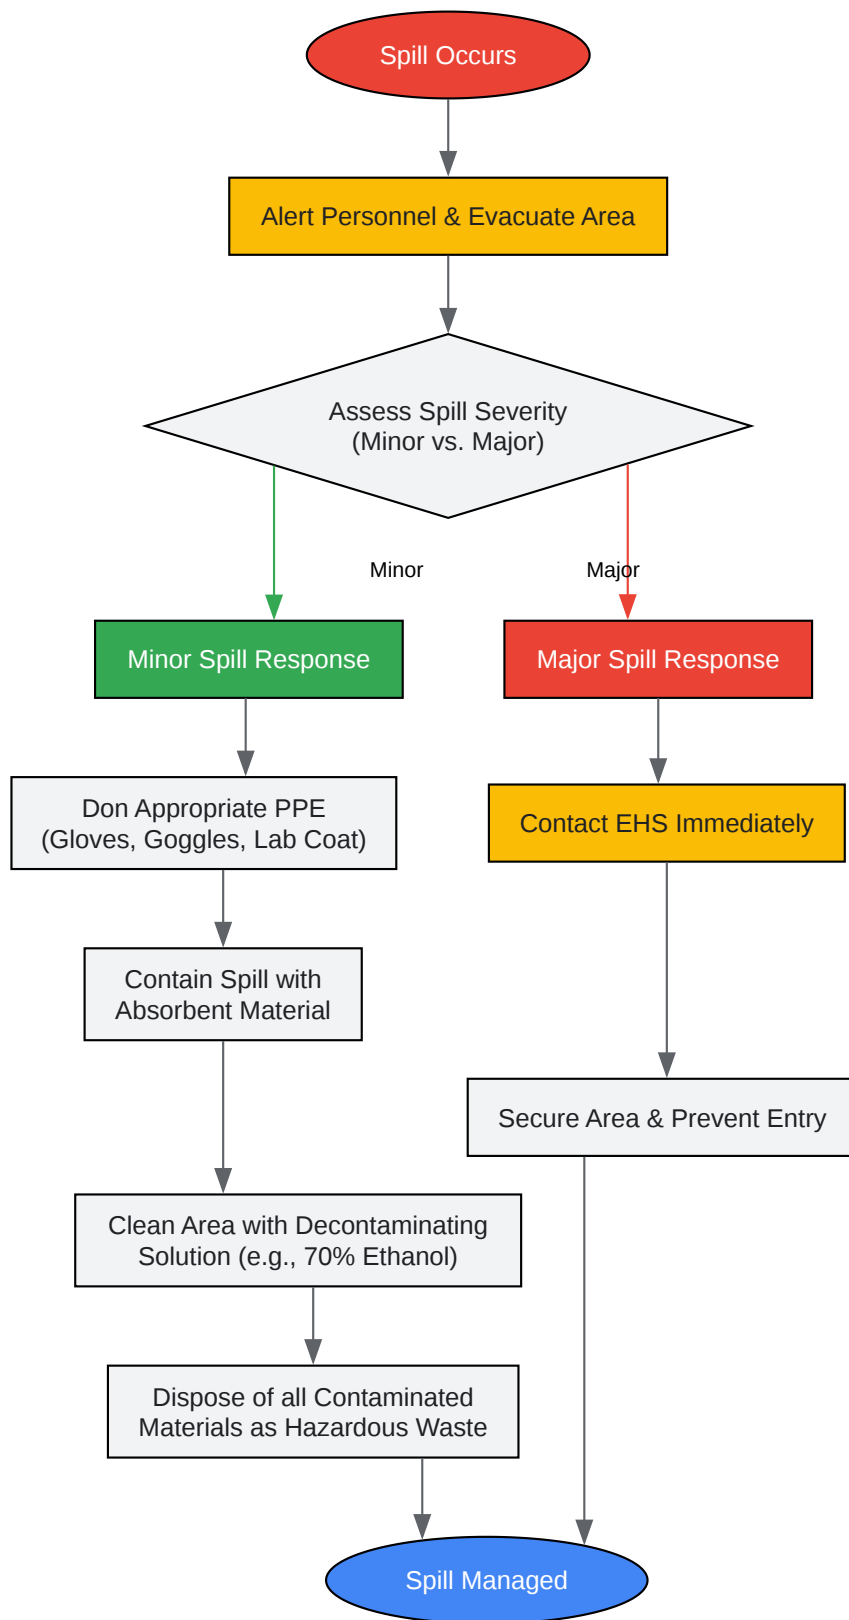 Spill Occurs
Alert Personnel & Evacuate Area
Assess Spill Severity
(Minor vs. Major)
Minor
Major
Minor Spill Response
Major Spill Response
Don Appropriate PPE
(Gloves, Goggles, Lab Coat)
Contact EHS Immediately
Contain Spill with
Absorbent Material
Secure Area & Prevent Entry
Clean Area with Decontaminating
Solution (e.g., 70% Ethanol)
Dispose of all Contaminated
Materials as Hazardous Waste
Spill Managed